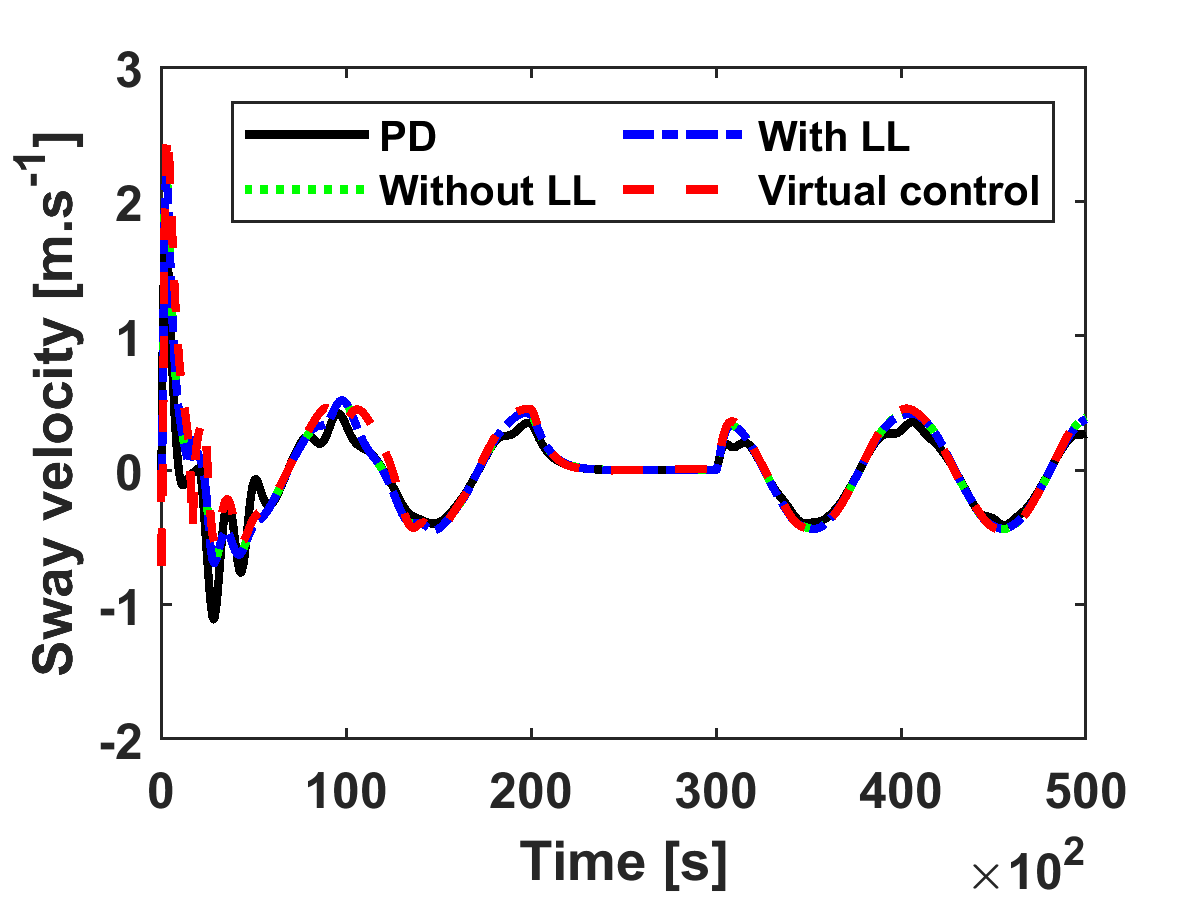 Sway velocity [m.s-1]
3
2
1
0
-1
-2
PD
With LL
Without LL
Virtual control
0 100 200 300 400 500
Time [s]
×102